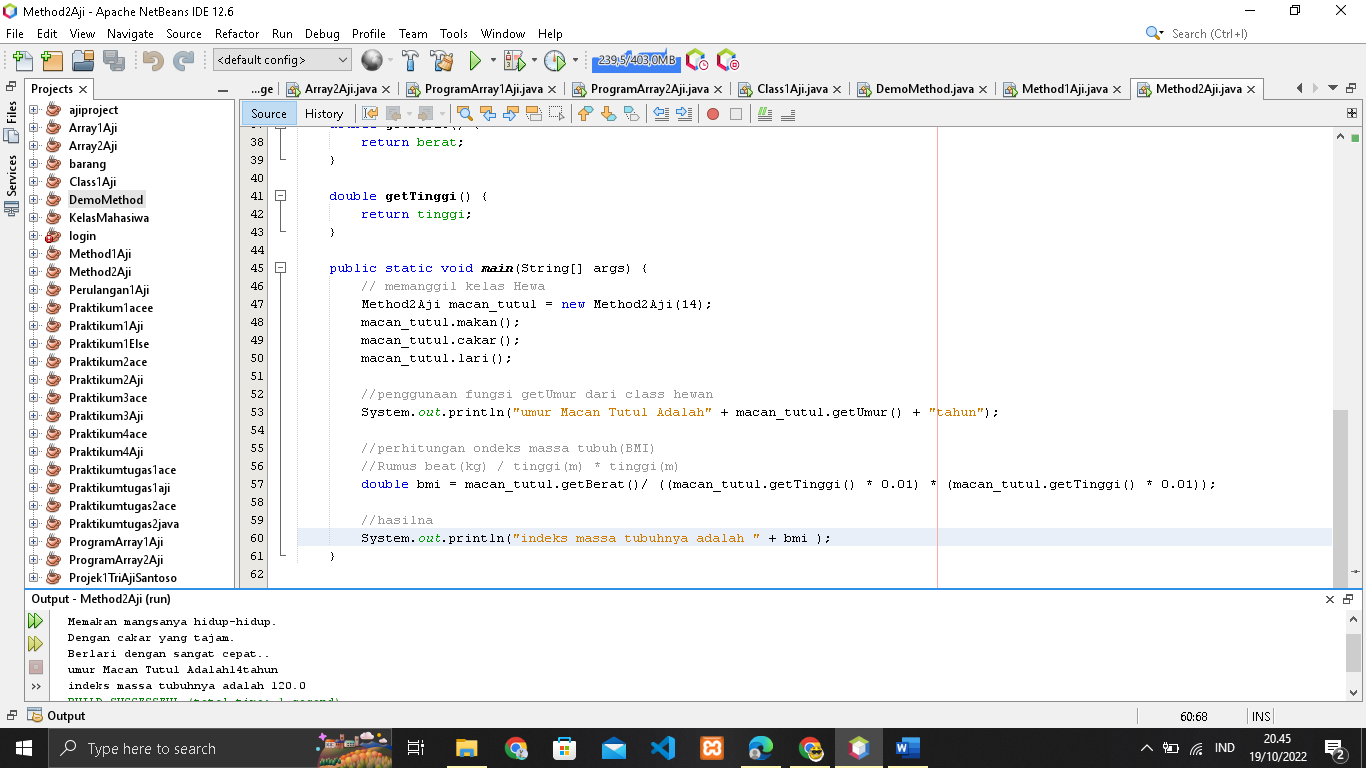 Method2Aji - Apache NetBeans IDE 12.6
File Edit View Navigate Source Refactor Run Debug Profile Team Tools Window Help
Search (Ctrl+I)
<default config>
239,5/403,0MB
Projects
...ge Array2Aji.java ProgramArray1Aji.java ProgramArray2Aji.java Class1Aji.java DemoMethod.java Method1Aji.java Method2Aji.java
Files
Services
Source History
ajiproject
Array1Aji
Array2Aji
barang
Class1Aji
DemoMethod
KelasMahasiwa
login
Method1Aji
Method2Aji
Perulangan1Aji
Praktikum1acee
Praktikum1Aji
Praktikum1Else
Praktikum2ace
Praktikum2Aji
Praktikum3ace
Praktikum3Aji
Praktikum4ace
Praktikum4Aji
Praktikumtugas1ace
Praktikumtugas1aji
Praktikumtugas2ace
Praktikumtugas2java
ProgramArray1Aji
ProgramArray2Aji
Projek1TriAjiSantoso
38 return berat;
39 }
40
41 double getTinggi() {
42 return tinggi;
43 }
44
45 public static void main(String[] args) {
46 // memanggil kelas Hewa
47 Method2Aji macan_tutul = new Method2Aji(14);
48 macan_tutul.makan();
49 macan_tutul.cakar();
50 macan_tutul.lari();
51
52 //penggunaan fungsi getUmur dari class hewan
53 System.out.println("umur Macan Tutul Adalah" + macan_tutul.getUmur() + "tahun");
54
55 //perhitungan ondeks massa tubuh(BMI)
56 //Rumus beat(kg) / tinggi(m) * tinggi(m)
57 double bmi = macan_tutul.getBerat()/ ((macan_tutul.getTinggi() * 0.01) * (macan_tutul.getTinggi() * 0.01));
58
59 //hasilna
60 System.out.println("indeks massa tubuhnya adalah " + bmi );
61 }
62
Output - Method2Aji (run)
Memakan mangsanya hidup-hidup.
Dengan cakar yang tajam.
Berlari dengan sangat cepat..
umur Macan Tutul Adalah14tahun
indeks massa tubuhnya adalah 120.0
BUILD SUCCESSFUL (total time: 1 second)
Output
60:68 INS
Type here to search
IND
20.45
19/10/2022
2